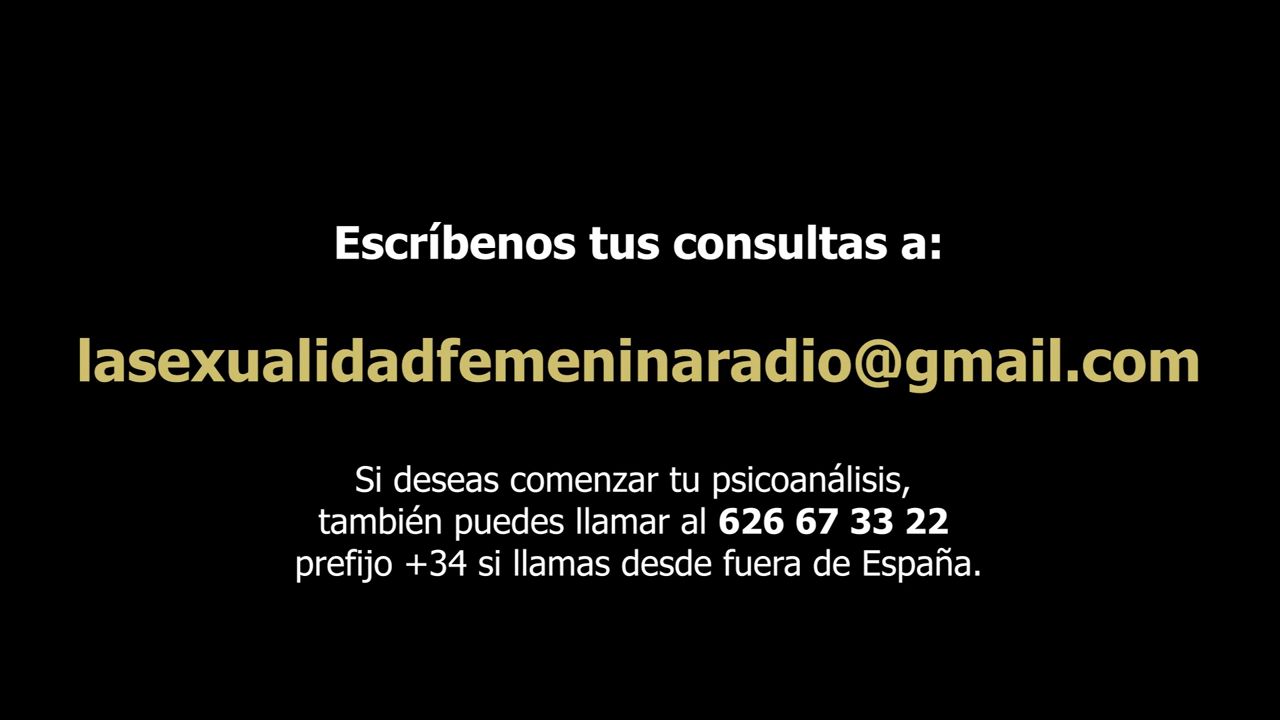 Escríbenos tus consultas a:
lasexualidadfemeninaradio@gmail.com
Si deseas comenzar tu psicoanálisis,
también puedes llamar al 626 67 33 22
prefijo +34 si llamas desde fuera de España.